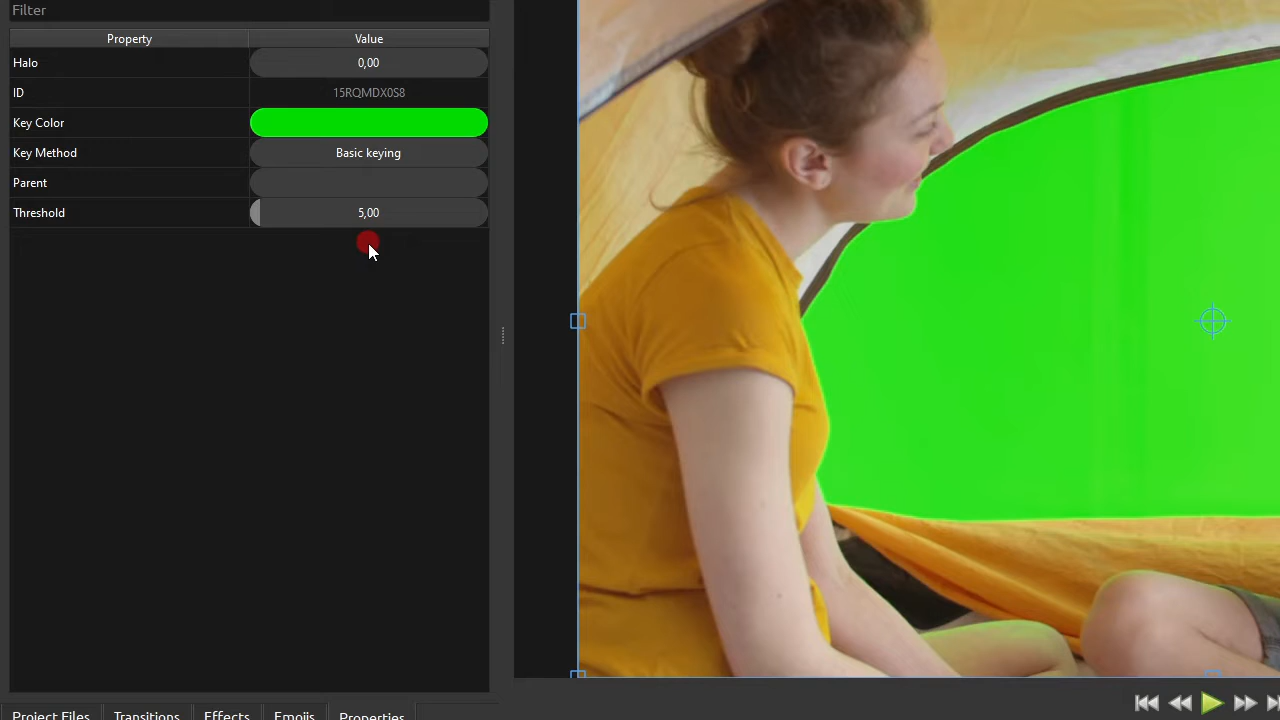 Filter
Property Value
Halo 0,00
ID 15RQMDX0S8
Key Color
Key Method Basic keying
Parent
Threshold 5,00
Project Files Transitions Effects Emojis Properties